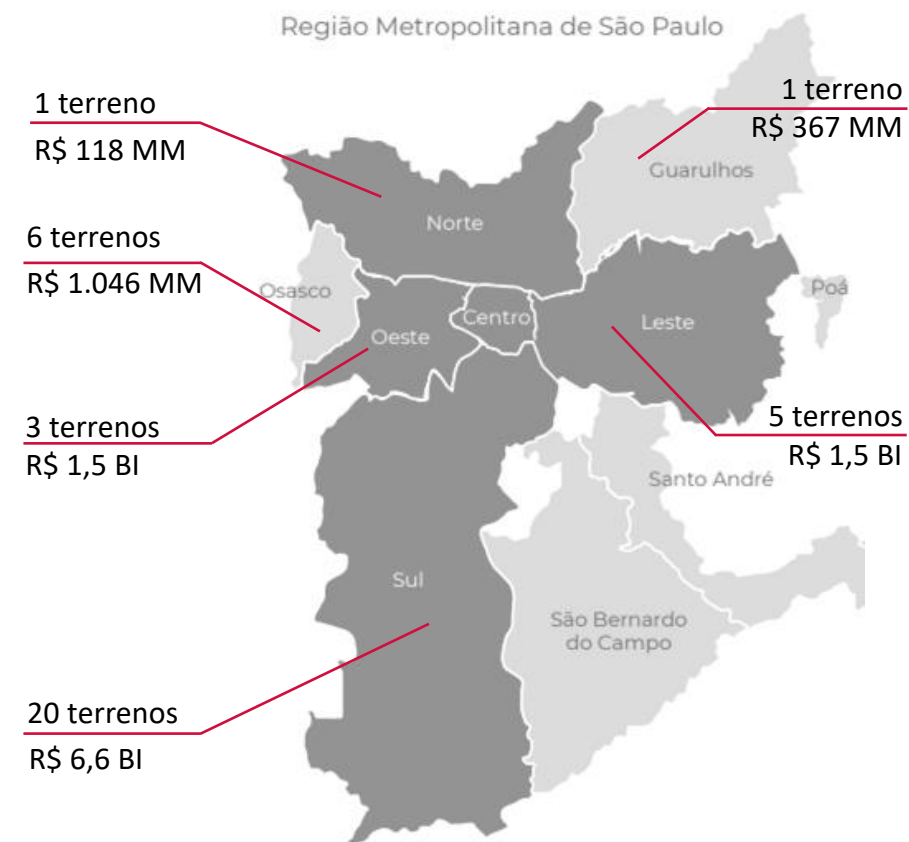 Região Metropolitana de São Paulo
1 terreno
R$ 118 MM
1 terreno
R$ 367 MM
Guarulhos
Norte
6 terrenos
R$ 1.046 MM
Osasco
Poá
Centro
Oeste
Leste
3 terrenos
R$ 1,5 BI
5 terrenos
R$ 1,5 BI
Santo André
Sul
São Bernardo
do Campo
20 terrenos
R$ 6,6 BI